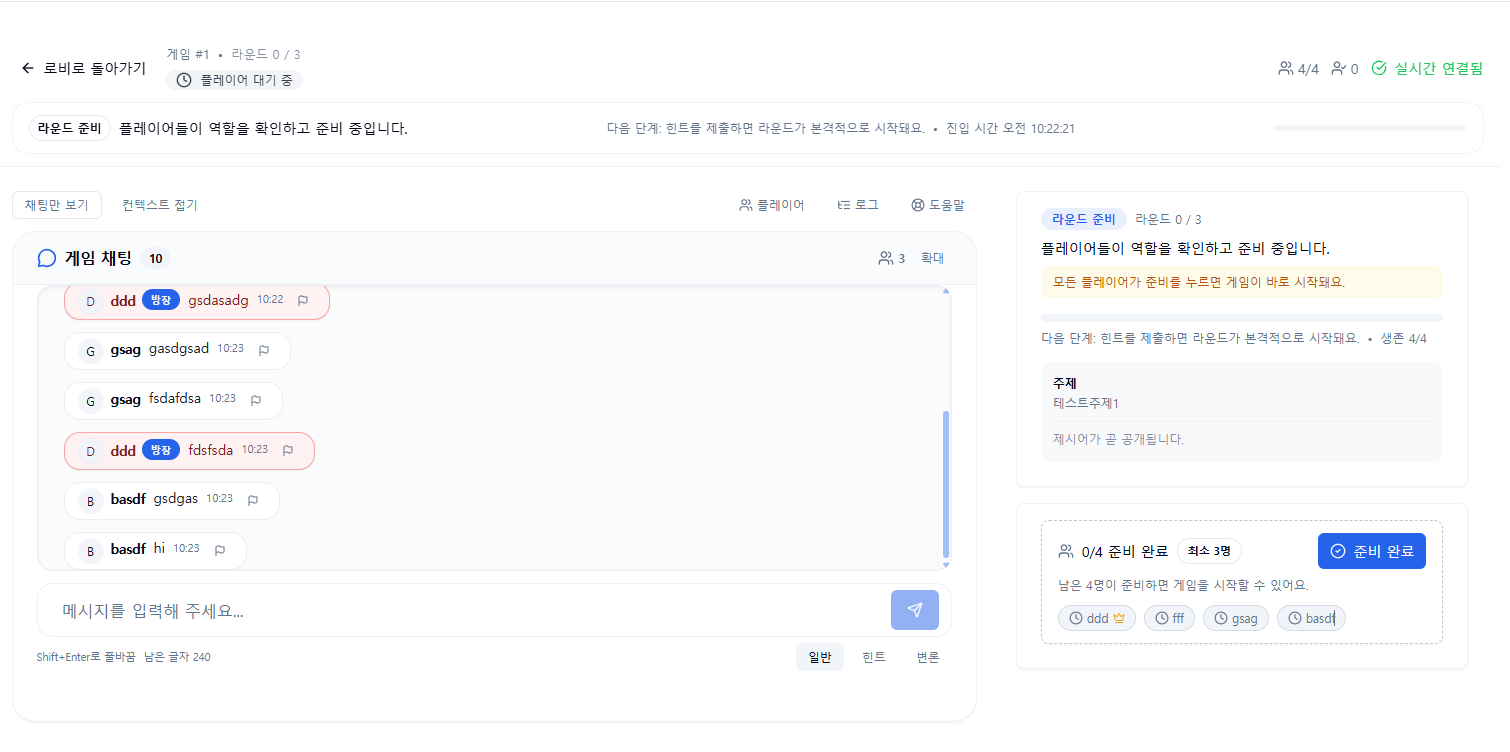 로비로 돌아가기
게임 #1 • 라운드 0 / 3
플레이어 대기 중
4/4 0 실시간 연결됨
라운드 준비 플레이어들이 역할을 확인하고 준비 중입니다.
다음 단계: 힌트를 제출하면 라운드가 본격적으로 시작돼요. • 진입 시간 오전 10:22:21
채팅만 보기 컨텍스트 접기
플레이어 로그 도움말
게임 채팅 10
3 확대
D ddd 방장 gsdasadg 10:22
G gsag gasdgsad 10:23
G gsag fsdafdsa 10:23
D ddd 방장 fdsfsda 10:23
B basdf gsdgas 10:23
B basdf hi 10:23
메시지를 입력해 주세요...
Shift+Enter로 줄바꿈 남은 글자 240
일반 힌트 변론
라운드 준비 라운드 0 / 3
플레이어들이 역할을 확인하고 준비 중입니다.
모든 플레이어가 준비를 누르면 게임이 바로 시작돼요.
다음 단계: 힌트를 제출하면 라운드가 본격적으로 시작돼요. • 생존 4/4
주제
테스트주제1
제시어가 곧 공개됩니다.
0/4 준비 완료 최소 3명
준비 완료
남은 4명이 준비하면 게임을 시작할 수 있어요.
ddd fff gsag basdf